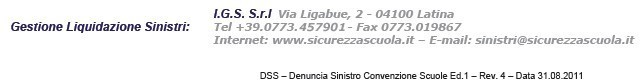 I.G.S. S.r.l Via Ligabue, 2 - 04100 Latina
Gestione Liquidazione Sinistri: Tel +39.0773.457901- Fax 0773.019867
Internet: www.sicurezzascuola.it – E-mail: sinistri@sicurezzascuola.it
DSS – Denuncia Sinistro Convenzione Scuole Ed.1 – Rev. 4 – Data 31.08.2011